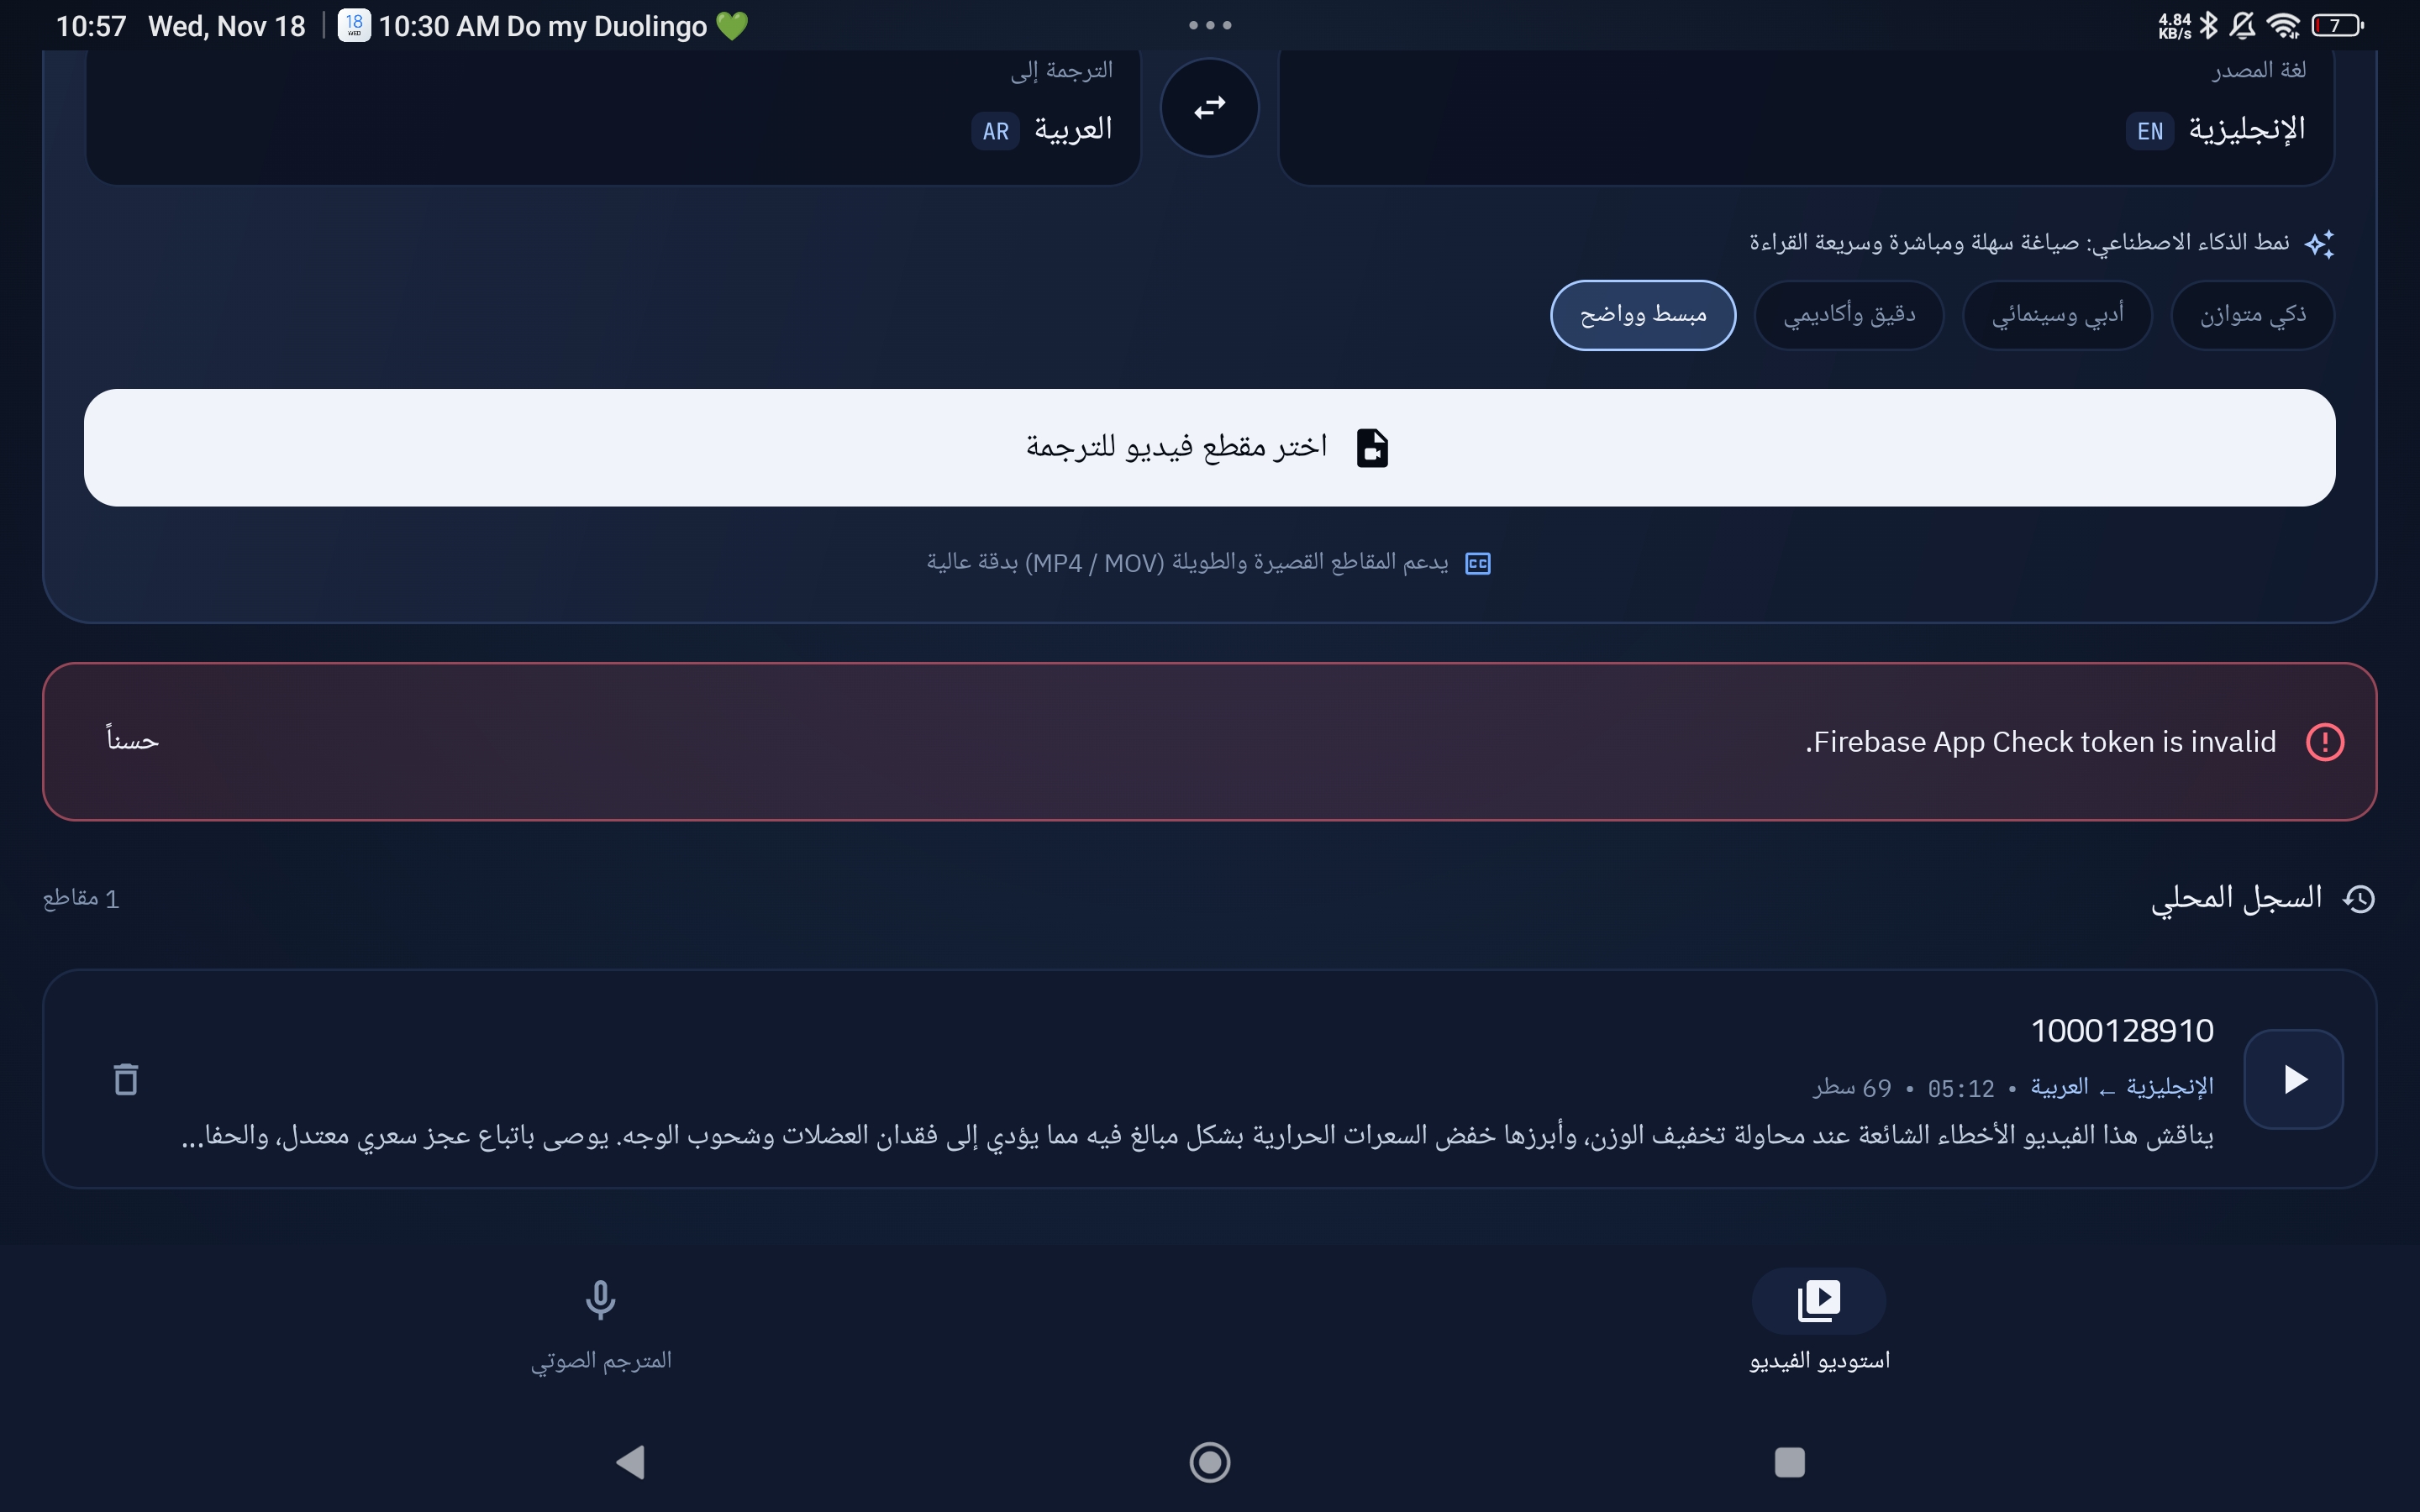 10:57 Wed, Nov 18 18 WED 10:30 AM Do my Duolingo 💚 4.84 KB/s 7
لغة المصدر
الإنجليزية EN
الترجمة إلى
العربية AR
نمط الذكاء الاصطناعي: صياغة سهلة ومباشرة وسريعة القراءة
ذكي متوازن أدبي وسينمائي دقيق وأكاديمي مبسط وواضح
اختر مقطع فيديو للترجمة
CC يدعم المقاطع القصيرة والطويلة (MP4 / MOV) بدقة عالية
.Firebase App Check token is invalid حسناً
السجل المحلي 1 مقاطع
1000128910
الإنجليزية ← العربية • 05:12 • 69 سطر
يناقش هذا الفيديو الأخطاء الشائعة عند محاولة تخفيف الوزن، وأبرزها خفض السعرات الحرارية بشكل مبالغ فيه مما يؤدي إلى فقدان العضلات وشحوب الوجه. يوصى باتباع عجز سعري معتدل، والحفا...
استوديو الفيديو المترجم الصوتي